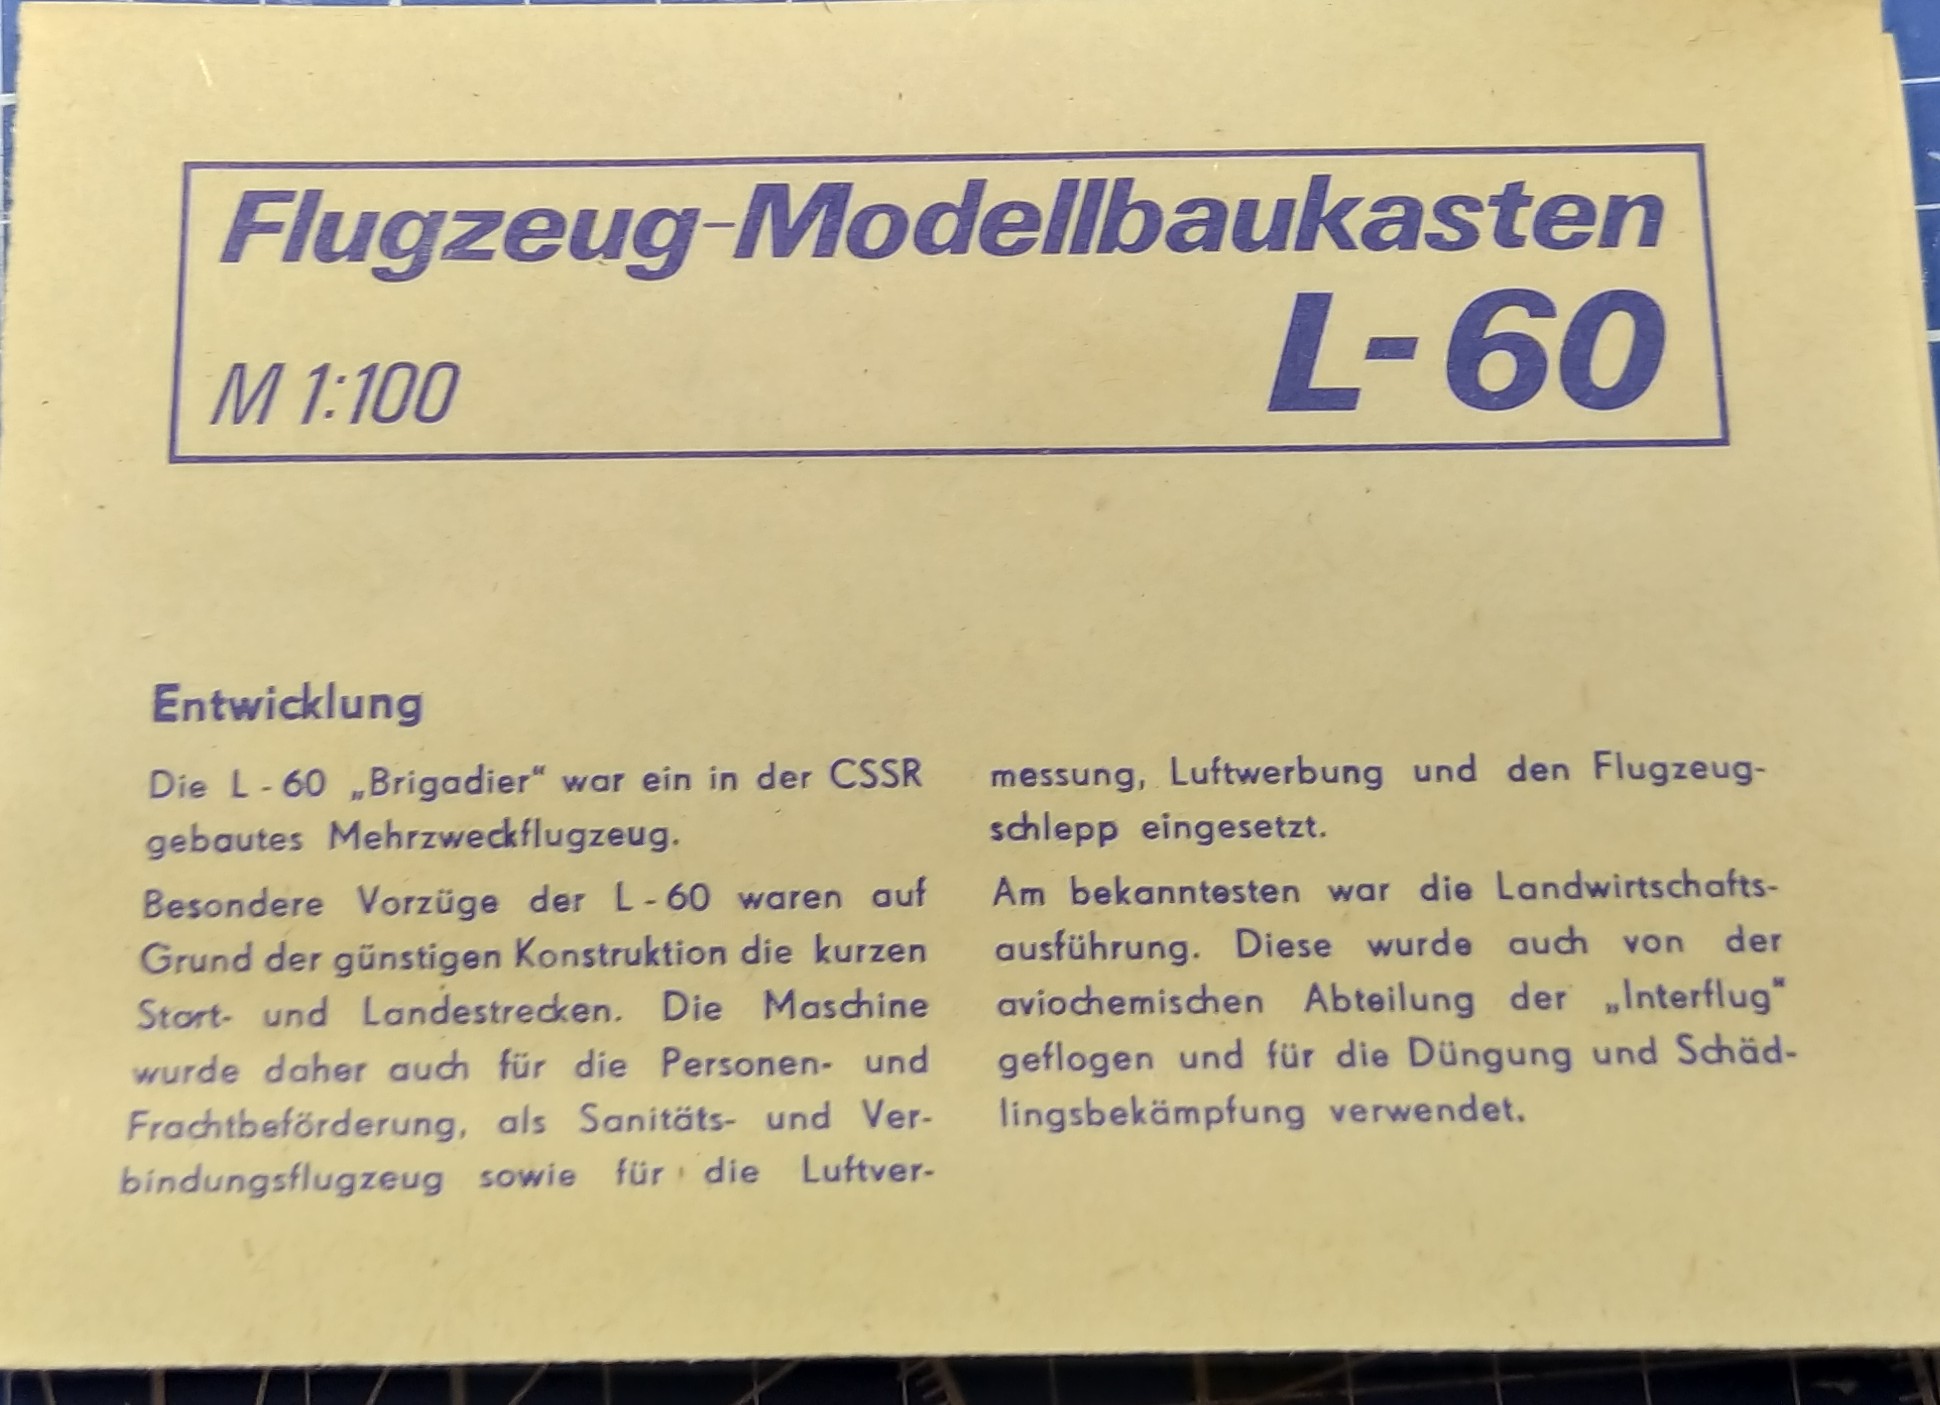 Flugzeug-Modellbaukasten
L-60
M 1:100
Entwicklung
Die L-60 „Brigadier“ war ein in der CSSR
gebautes Mehrzweckflugzeug.
Besondere Vorzüge der L-60 waren auf
Grund der günstigen Konstruktion die kurzen
Start- und Landestrecken. Die Maschine
wurde daher auch für die Personen- und
Frachtbeförderung, als Sanitäts- und Ver-
bindungsflugzeug sowie für die Luftver-
messung, Luftwerbung und den Flugzeug-
schlepp eingesetzt.
Am bekanntesten war die Landwirtschafts-
ausführung. Diese wurde auch von der
aviochemischen Abteilung der „Interflug“
geflogen und für die Düngung und Schäd-
lingsbekämpfung verwendet.